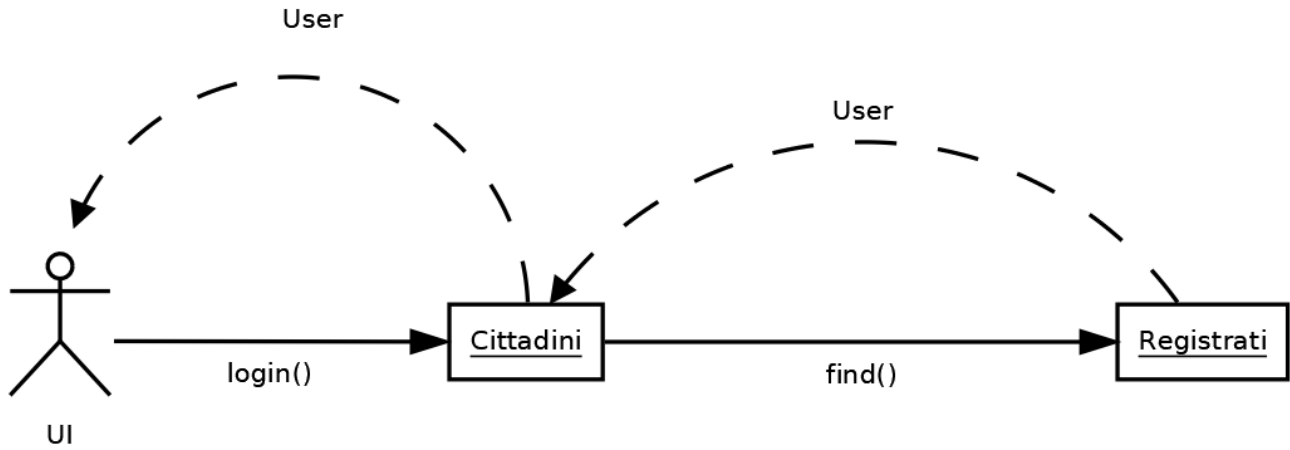 User
User
Cittadini
Registrati
login()
find()
UI